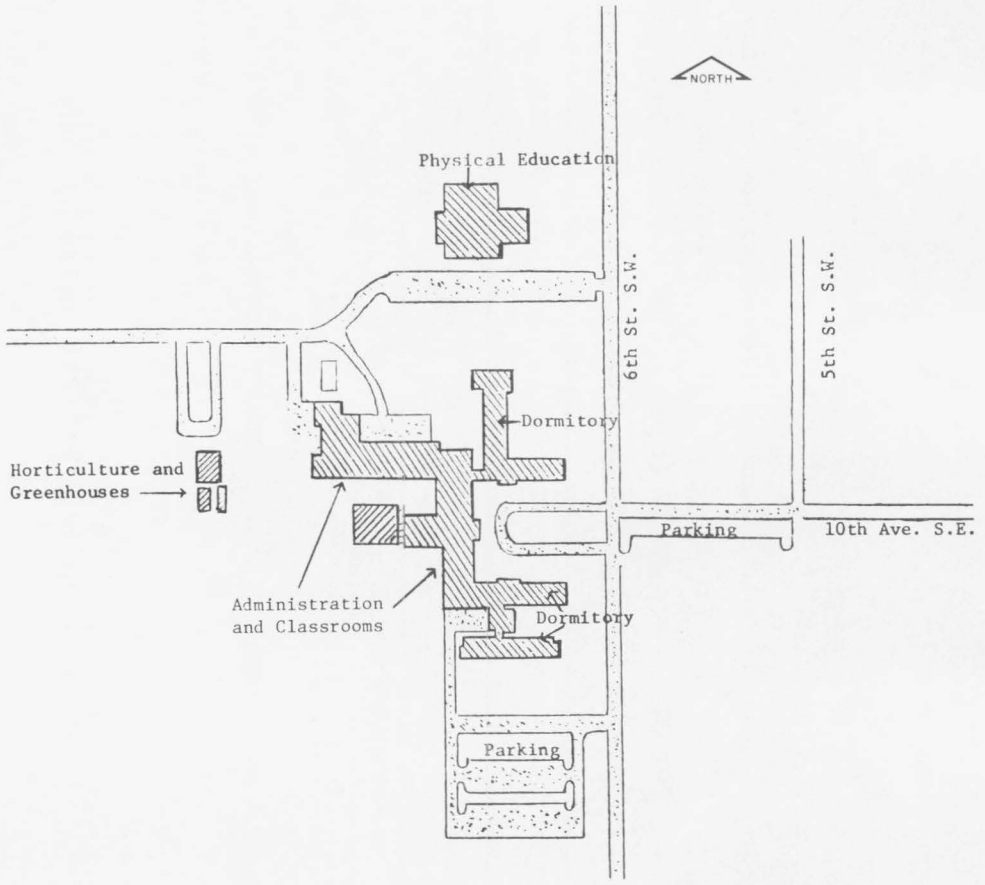 NORTH
Physical Education
6th St. S.W.
5th St. S.W.
Dormitory
Horticulture and
Greenhouses
Parking
10th Ave. S.E.
Administration
and Classrooms
Dormitory
Parking